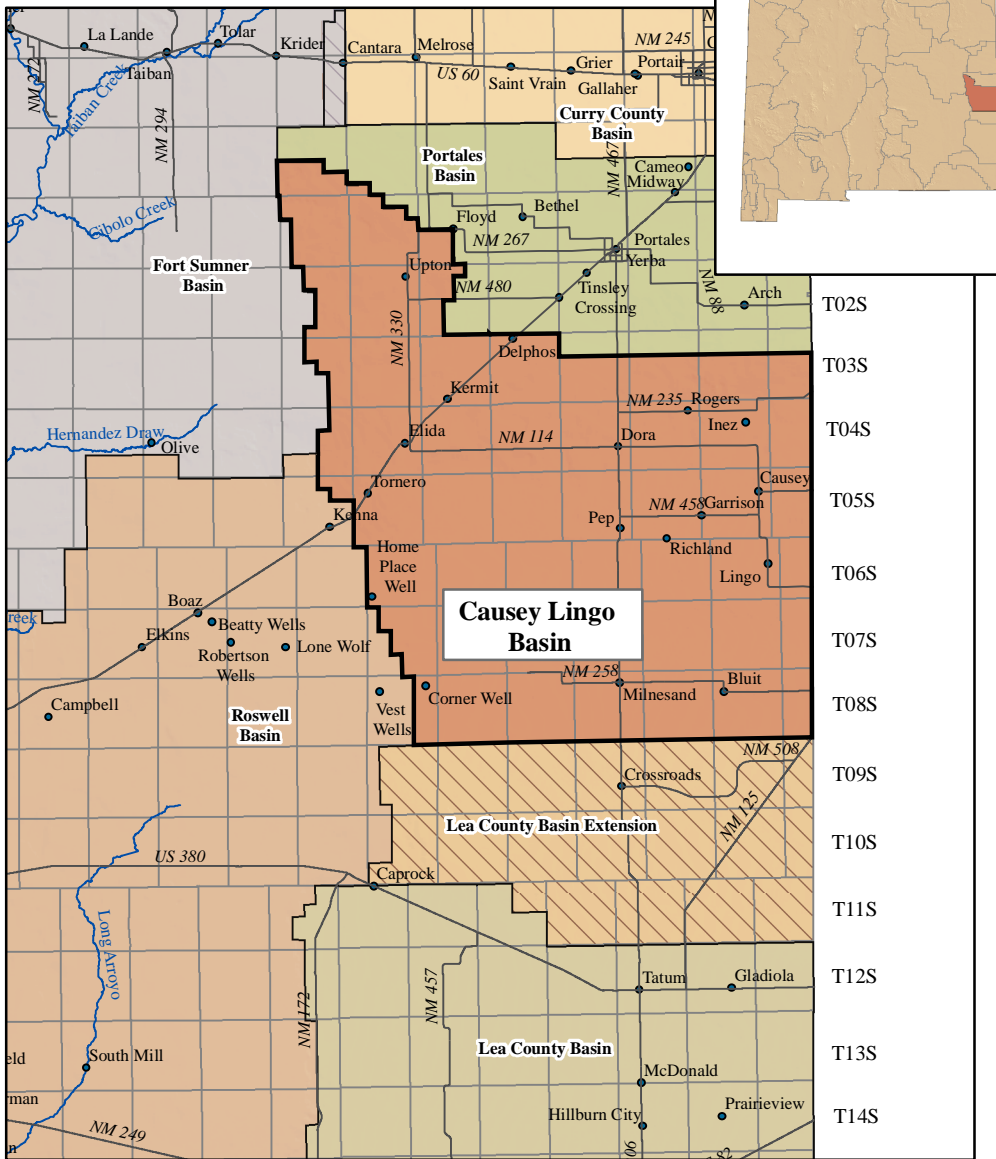 La Lande
Tolar
Krider
Cantara
Melrose
NM 245
Grier
Portair
US 60
Saint Vrain
Gallaher
Taiban
NM 272
Taiban Creek
NM 294
Curry County
Basin
Portales
Basin
NM 467
Cameo
Midway
Bethel
Floyd
NM 267
Portales
Yerba
Cibolo Creek
Fort Sumner
Basin
Upton
NM 480
Tinsley
Crossing
NM 88
Arch
T02S
NM 330
Delphos
T03S
Kermit
NM 235
Rogers
Inez
T04S
Hernandez Draw
Olive
Elida
NM 114
Dora
Tornero
Causey
T05S
NM 458
Garrison
Kenna
Pep
Richland
Home
Place
Well
Lingo
T06S
Boaz
Beatty Wells
Elkins
Robertson
Wells
Lone Wolf
Causey Lingo
Basin
T07S
NM 258
Milnesand
Bluit
Corner Well
Vest
Wells
T08S
Campbell
Roswell
Basin
NM 508
T09S
Crossroads
NM 125
Lea County Basin Extension
T10S
US 380
Caprock
T11S
Long Arroyo
NM 172
NM 457
Tatum
Gladiola
T12S
Lea County Basin
T13S
South Mill
McDonald
Hillburn City
Prairieview
T14S
NM 249